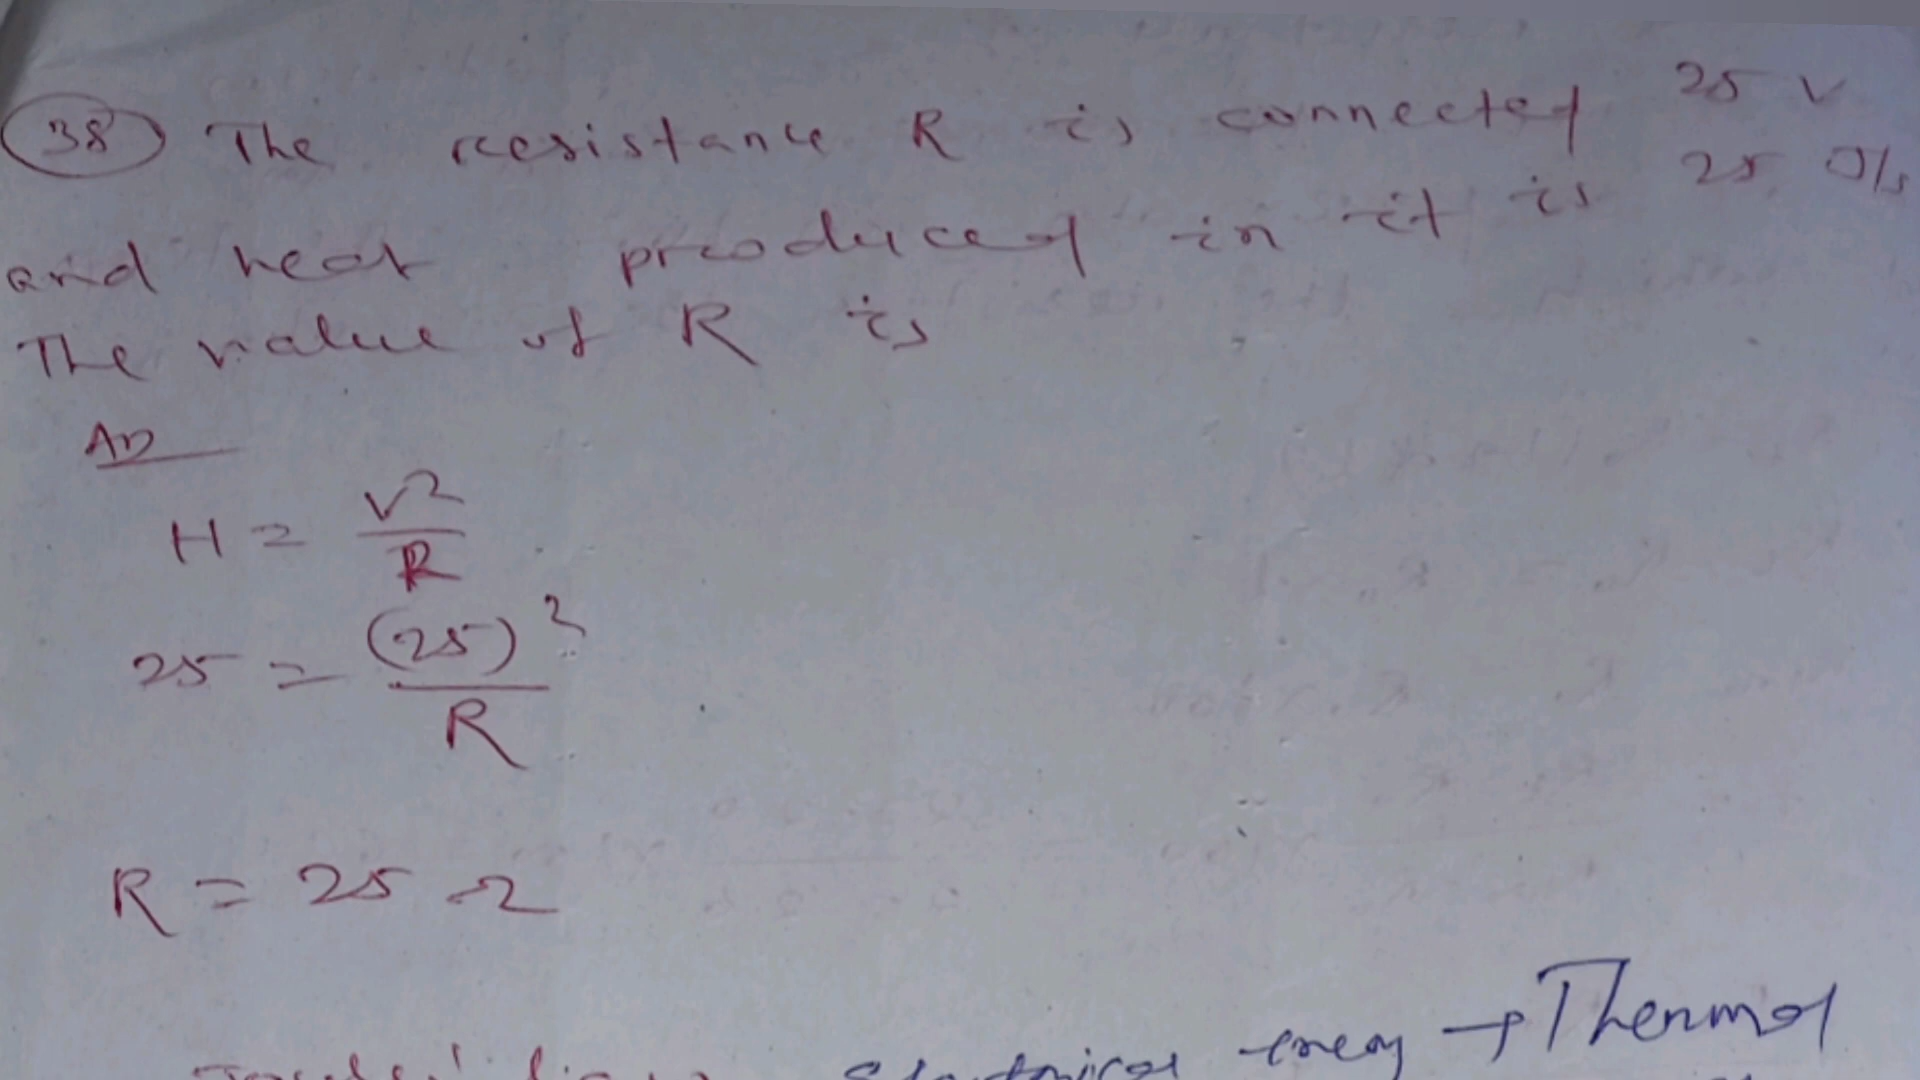 38 The resistance R is connected 25 V
and heat produced in it is 25 J/s
The value of R is
An
H = V²/R
25 = (25)²/R
R = 25 Ω
Electrical energy → Thermal